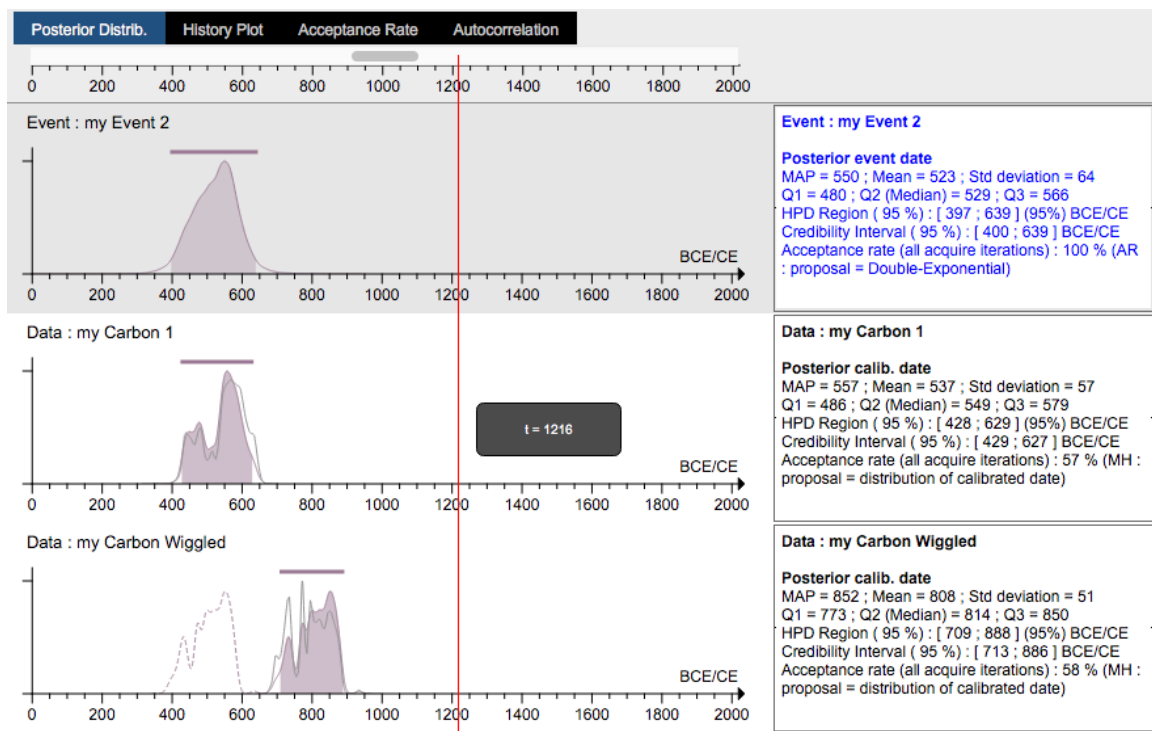 Posterior Distrib. History Plot Acceptance Rate Autocorrelation
0 200 400 600 800 1000 1200 1400 1600 1800 2000
Event : my Event 2
BCE/CE
0 200 400 600 800 1000 1200 1400 1600 1800 2000
Event : my Event 2
Posterior event date
MAP = 550 ; Mean = 523 ; Std deviation = 64
Q1 = 480 ; Q2 (Median) = 529 ; Q3 = 566
HPD Region ( 95 %) : [ 397 ; 639 ] (95%) BCE/CE
Credibility Interval ( 95 %) : [ 400 ; 639 ] BCE/CE
Acceptance rate (all acquire iterations) : 100 % (AR
: proposal = Double-Exponential)
Data : my Carbon 1
t = 1216
BCE/CE
0 200 400 600 800 1000 1200 1400 1600 1800 2000
Data : my Carbon 1
Posterior calib. date
MAP = 557 ; Mean = 537 ; Std deviation = 57
Q1 = 486 ; Q2 (Median) = 549 ; Q3 = 579
HPD Region ( 95 %) : [ 428 ; 629 ] (95%) BCE/CE
Credibility Interval ( 95 %) : [ 429 ; 627 ] BCE/CE
Acceptance rate (all acquire iterations) : 57 % (MH :
proposal = distribution of calibrated date)
Data : my Carbon Wiggled
BCE/CE
0 200 400 600 800 1000 1200 1400 1600 1800 2000
Data : my Carbon Wiggled
Posterior calib. date
MAP = 852 ; Mean = 808 ; Std deviation = 51
Q1 = 773 ; Q2 (Median) = 814 ; Q3 = 850
HPD Region ( 95 %) : [ 709 ; 888 ] (95%) BCE/CE
Credibility Interval ( 95 %) : [ 713 ; 886 ] BCE/CE
Acceptance rate (all acquire iterations) : 58 % (MH :
proposal = distribution of calibrated date)